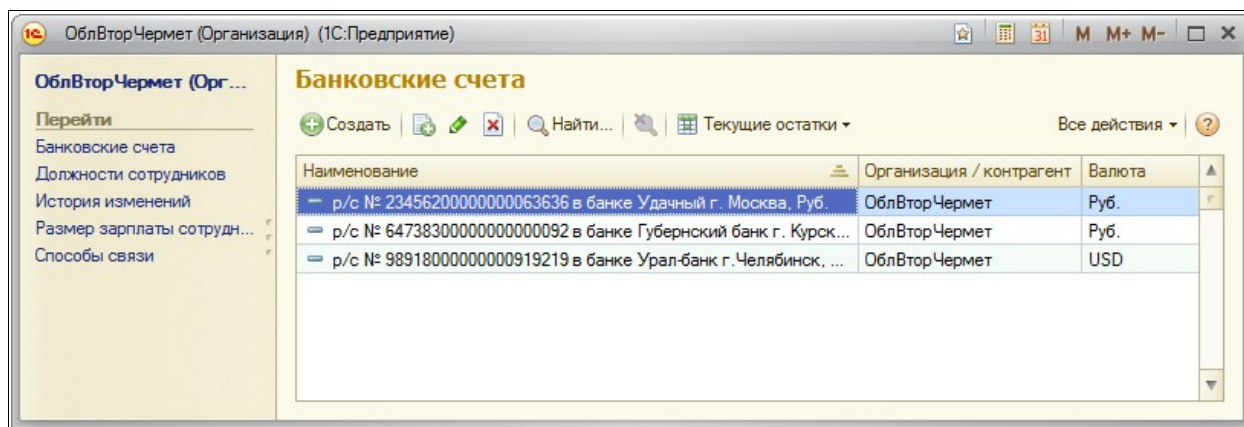 1С ОблВторЧермет (Организация) (1С:Предприятие) 31 M M+ M-
ОблВторЧермет (Орг...
Перейти
Банковские счета
Должности сотрудников
История изменений
Размер зарплаты сотрудн...
Способы связи
Банковские счета
Создать Найти... Текущие остатки Все действия ?
Наименование Организация / контрагент Валюта
р/с № 23456200000000063636 в банке Удачный г. Москва, Руб. ОблВторЧермет Руб.
р/с № 64738300000000000092 в банке Губернский банк г. Курск... ОблВторЧермет Руб.
р/с № 98918000000000919219 в банке Урал-банк г.Челябинск, ... ОблВторЧермет USD